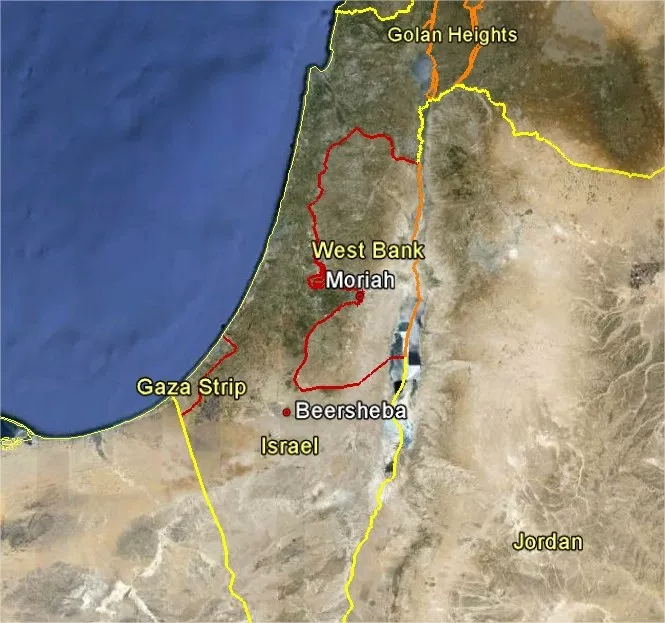 Golan Heights
West Bank
Moriah
Gaza Strip
Beersheba
Israel
Jordan